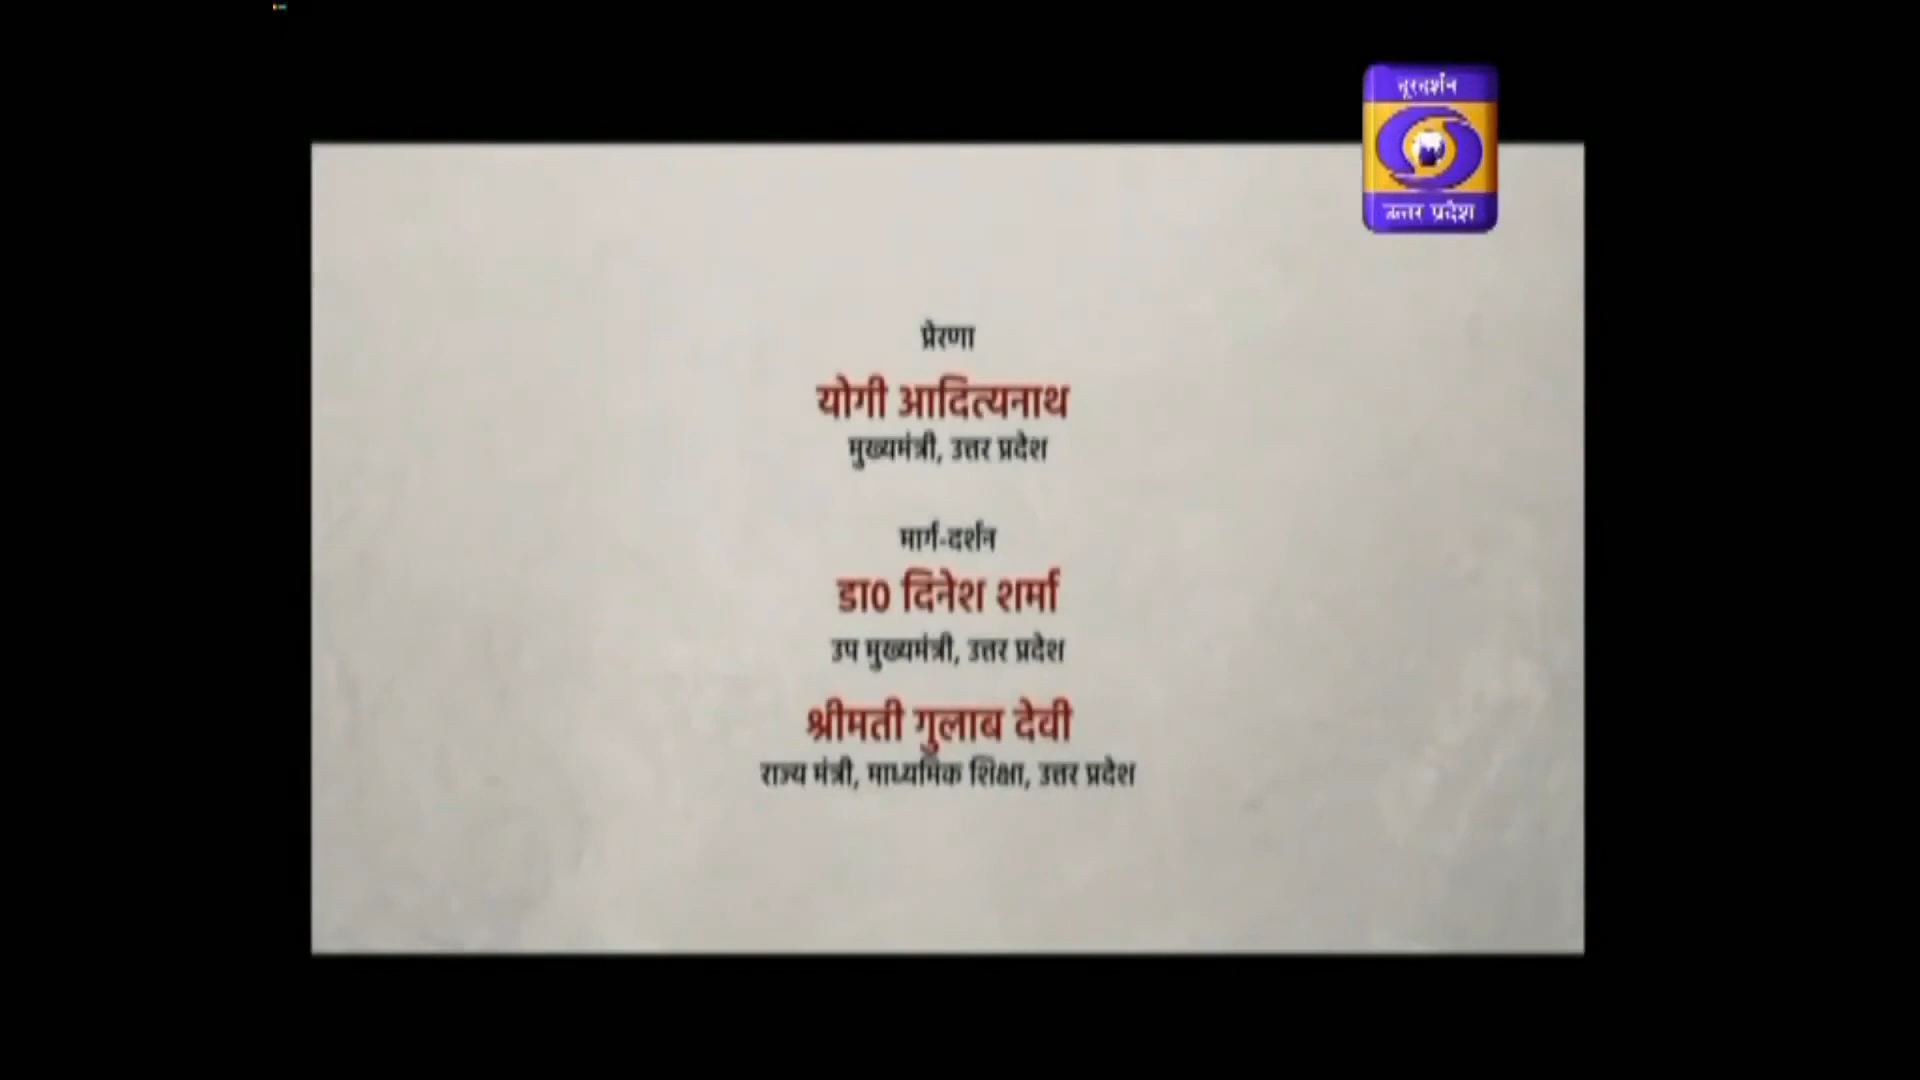 दूरदर्शन
उत्तर प्रदेश
प्रेरणा
योगी आदित्यनाथ
मुख्यमंत्री, उत्तर प्रदेश
मार्ग-दर्शन
डा0 दिनेश शर्मा
उप मुख्यमंत्री, उत्तर प्रदेश
श्रीमती गुलाब देवी
राज्य मंत्री, माध्यमिक शिक्षा, उत्तर प्रदेश